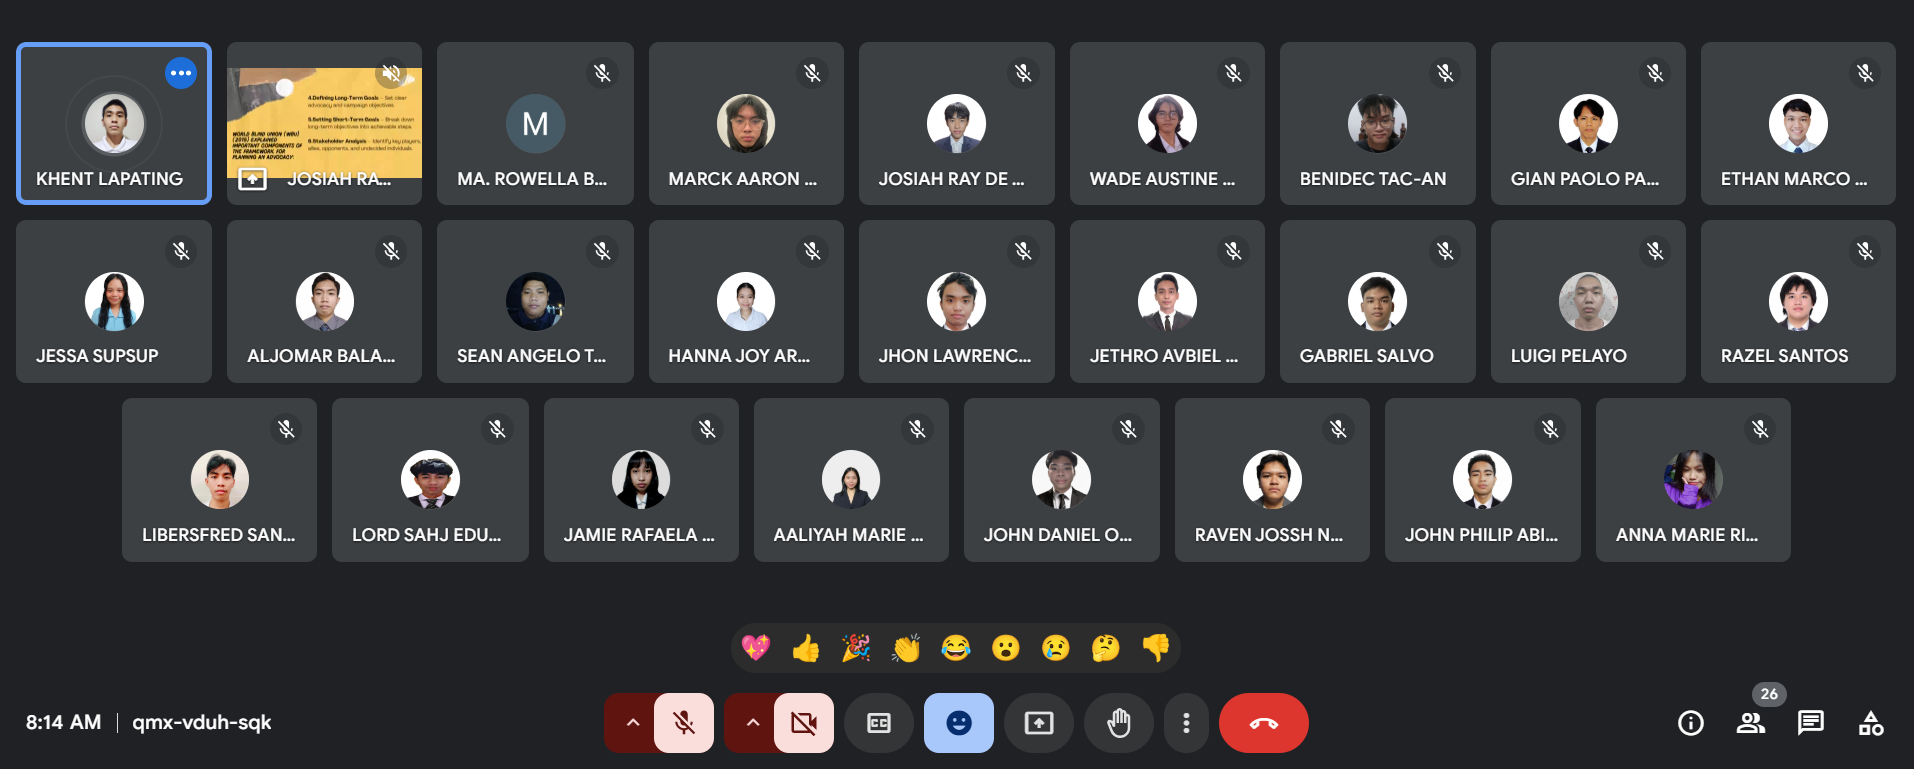 4.Defining Long-Term Goals - Set clear
advocacy and campaign objectives.
5.Setting Short-Term Goals - Break down
long-term objectives into achievable steps.
WORLD BLIND UNION (WBU)
(2015) EXPLAINED
IMPORTANT COMPONENTS OF
THE FRAMEWORK FOR
PLANNING AN ADVOCACY:
6.Stakeholder Analysis - Identify key players,
allies, opponents, and undecided individuals.
KHENT LAPATING
JOSIAH RA...
M
MA. ROWELLA B...
MARCK AARON ...
JOSIAH RAY DE ...
WADE AUSTINE ...
BENIDEC TAC-AN
GIAN PAOLO PA...
ETHAN MARCO ...
JESSA SUPSUP
ALJOMAR BALA...
SEAN ANGELO T...
HANNA JOY AR...
JHON LAWRENC...
JETHRO AVBIEL ...
GABRIEL SALVO
LUIGI PELAYO
RAZEL SANTOS
LIBERSFRED SAN...
LORD SAHJ EDU...
JAMIE RAFAELA ...
AALIYAH MARIE ...
JOHN DANIEL O...
RAVEN JOSSH N...
JOHN PHILIP ABI...
ANNA MARIE RI...
8:14 AM | qmx-vduh-sqk
CC
26